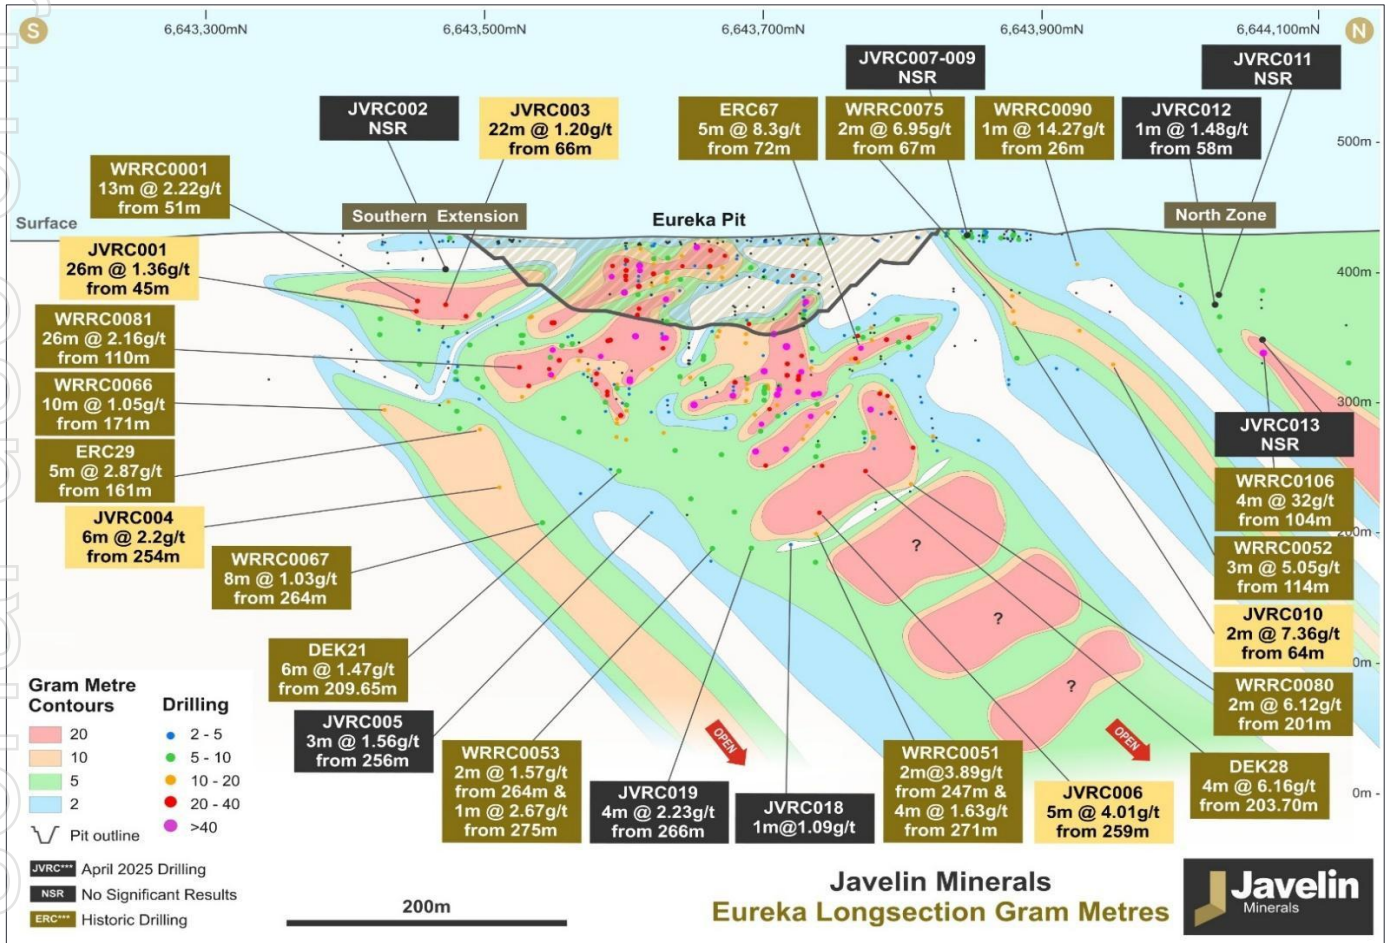 S
6,643,300mN
6,643,500mN
6,643,700mN
6,643,900mN
6,644,100mN
N
JVRC007-009
NSR
JVRC011
NSR
JVRC002
NSR
JVRC003
22m @ 1.20g/t
from 66m
ERC67
5m @ 8.3g/t
from 72m
WRRC0075
2m @ 6.95g/t
from 67m
WRRC0090
1m @ 14.27g/t
from 26m
JVRC012
1m @ 1.48g/t
from 58m
500m
WRRC0001
13m @ 2.22g/t
from 51m
Surface
Southern Extension
Eureka Pit
North Zone
JVRC001
26m @ 1.36g/t
from 45m
400m
WRRC0081
26m @ 2.16g/t
from 110m
WRRC0066
10m @ 1.05g/t
from 171m
300m
JVRC013
NSR
ERC29
5m @ 2.87g/t
from 161m
WRRC0106
4m @ 32g/t
from 104m
JVRC004
6m @ 2.2g/t
from 254m
00m
WRRC0052
3m @ 5.05g/t
from 114m
WRRC0067
8m @ 1.03g/t
from 264m
?
?
?
JVRC010
2m @ 7.36g/t
from 64m
0m
DEK21
6m @ 1.47g/t
from 209.65m
WRRC0080
2m @ 6.12g/t
from 201m
JVRC005
3m @ 1.56g/t
from 256m
OPEN
OPEN
WRRC0053
2m @ 1.57g/t
from 264m &
1m @ 2.67g/t
from 275m
JVRC019
4m @ 2.23g/t
from 266m
JVRC018
1m@1.09g/t
WRRC0051
2m@3.89g/t
from 247m &
4m @ 1.63g/t
from 271m
JVRC006
5m @ 4.01g/t
from 259m
DEK28
4m @ 6.16g/t
from 203.70m
0m
Gram Metre
Contours
20
10
5
2
Pit outline
Drilling
2 - 5
5 - 10
10 - 20
20 - 40
>40
JVRC*** April 2025 Drilling
NSR No Significant Results
ERC*** Historic Drilling
200m
Javelin Minerals
Eureka Longsection Gram Metres
Javelin
Minerals